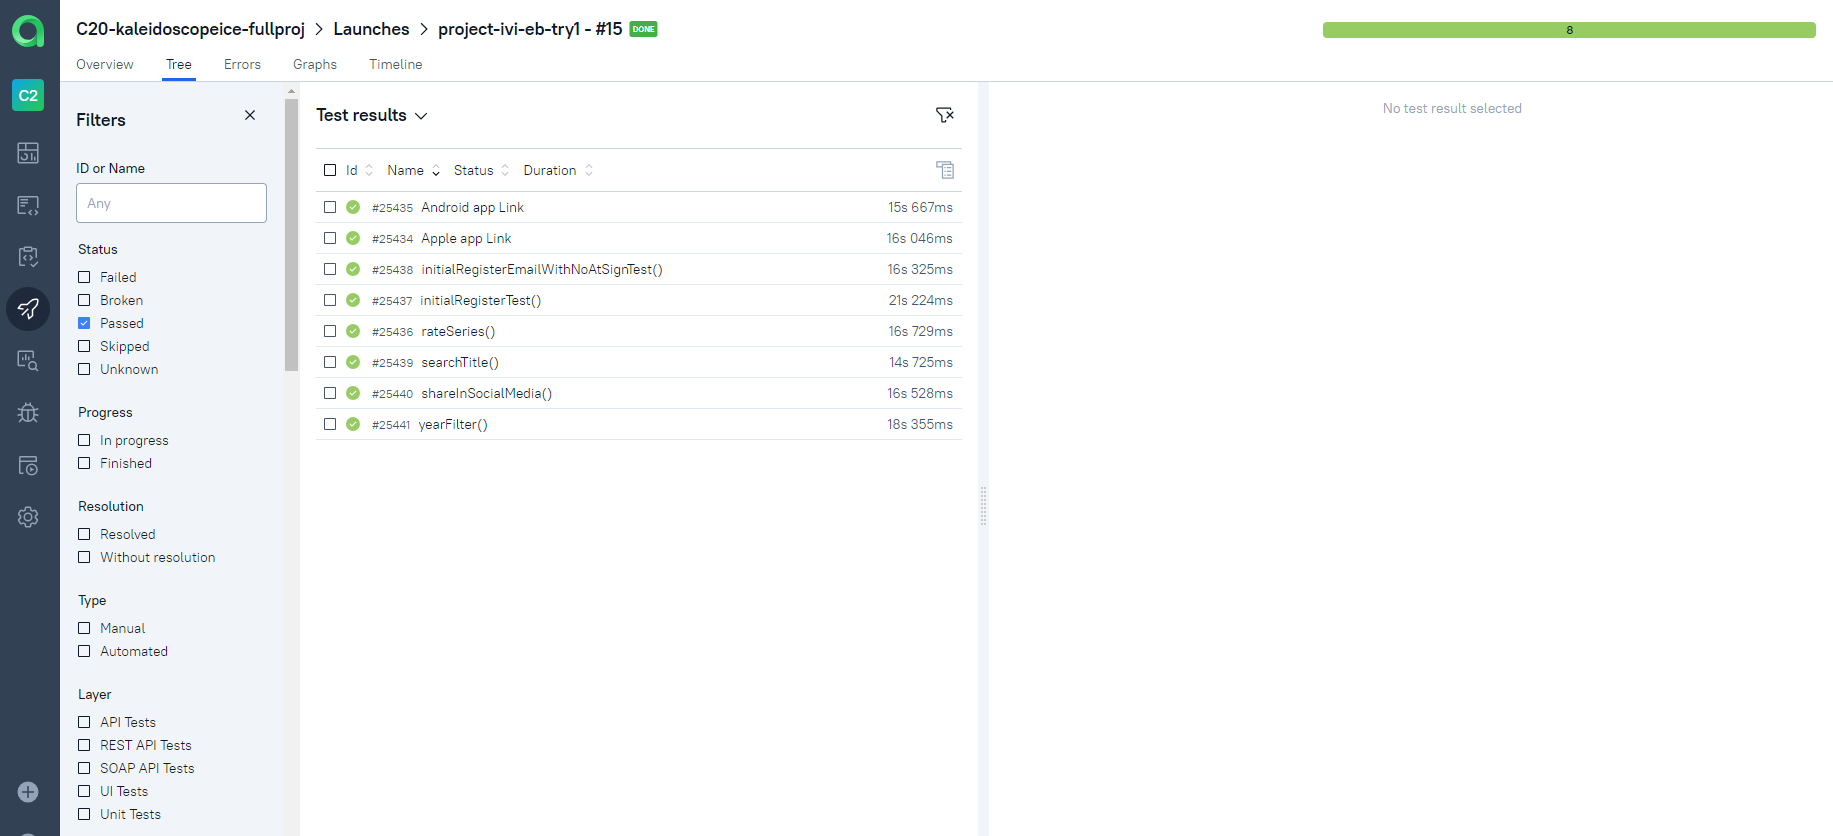 C20-kaleidoscopeice-fullproj > Launches > project-ivi-eb-try1 - #15 DONE
8
Overview Tree Errors Graphs Timeline
C2
Filters
ID or Name
Any
Status
Failed
Broken
Passed
Skipped
Unknown
Progress
In progress
Finished
Resolution
Resolved
Without resolution
Type
Manual
Automated
Layer
API Tests
REST API Tests
SOAP API Tests
UI Tests
Unit Tests
Test results
Id Name Status Duration
#25435 Android app Link 15s 667ms
#25434 Apple app Link 16s 046ms
#25438 initialRegisterEmailWithNoAtSignTest() 16s 325ms
#25437 initialRegisterTest() 21s 224ms
#25436 rateSeries() 16s 729ms
#25439 searchTitle() 14s 725ms
#25440 shareInSocialMedia() 16s 528ms
#25441 yearFilter() 18s 355ms
No test result selected